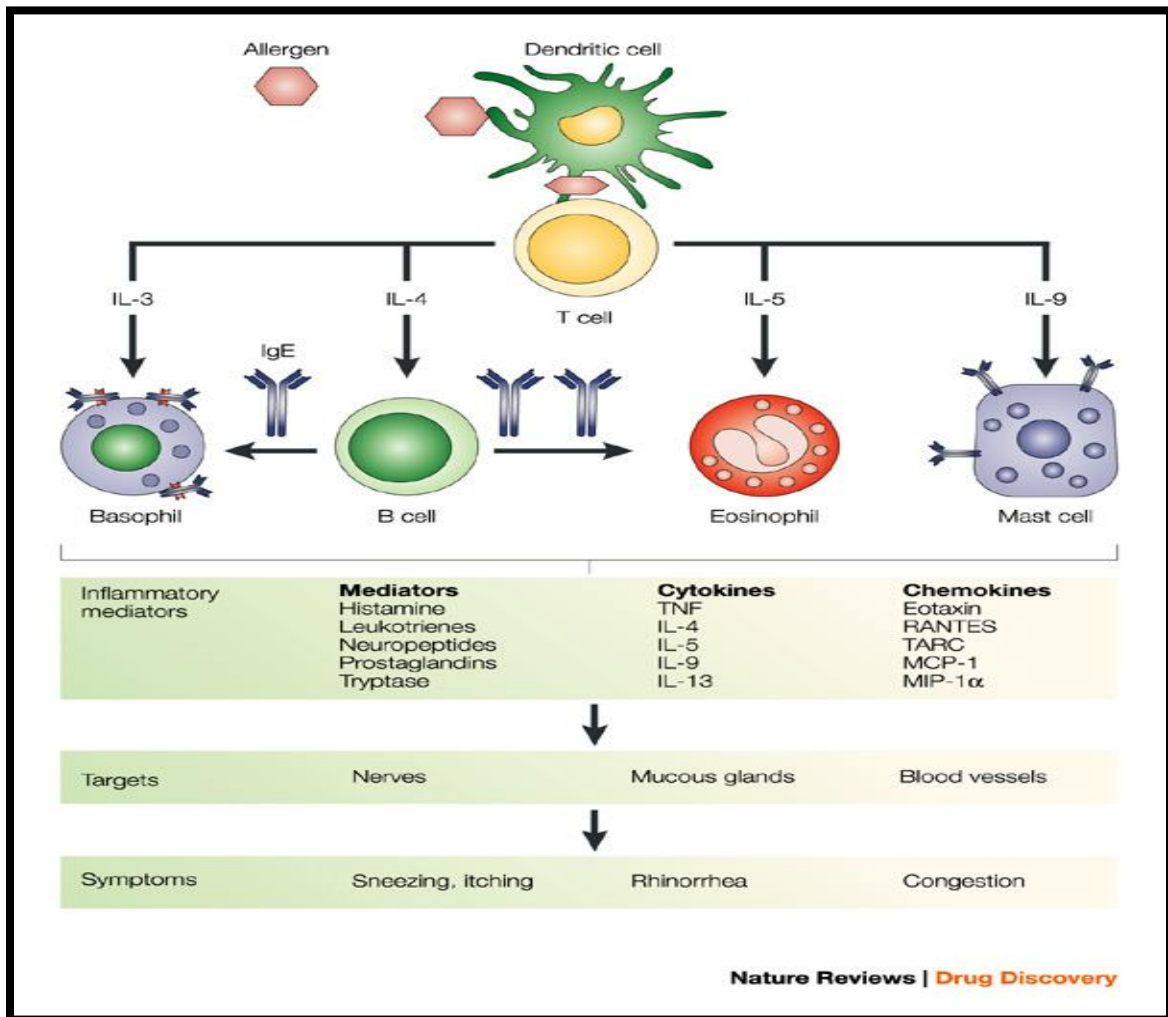 Allergen
Dendritic cell
IL-3
IL-4
T cell
IL-5
IL-9
IgE
Basophil
B cell
Eosinophil
Mast cell
Inflammatory
mediators
Mediators
Histamine
Leukotrienes
Neuropeptides
Prostaglandins
Tryptase
Cytokines
TNF
IL-4
IL-5
IL-9
IL-13
Chemokines
Eotaxin
RANTES
TARC
MCP-1
MIP-1α
Targets
Nerves
Mucous glands
Blood vessels
Symptoms
Sneezing, itching
Rhinorrhea
Congestion
Nature Reviews | Drug Discovery